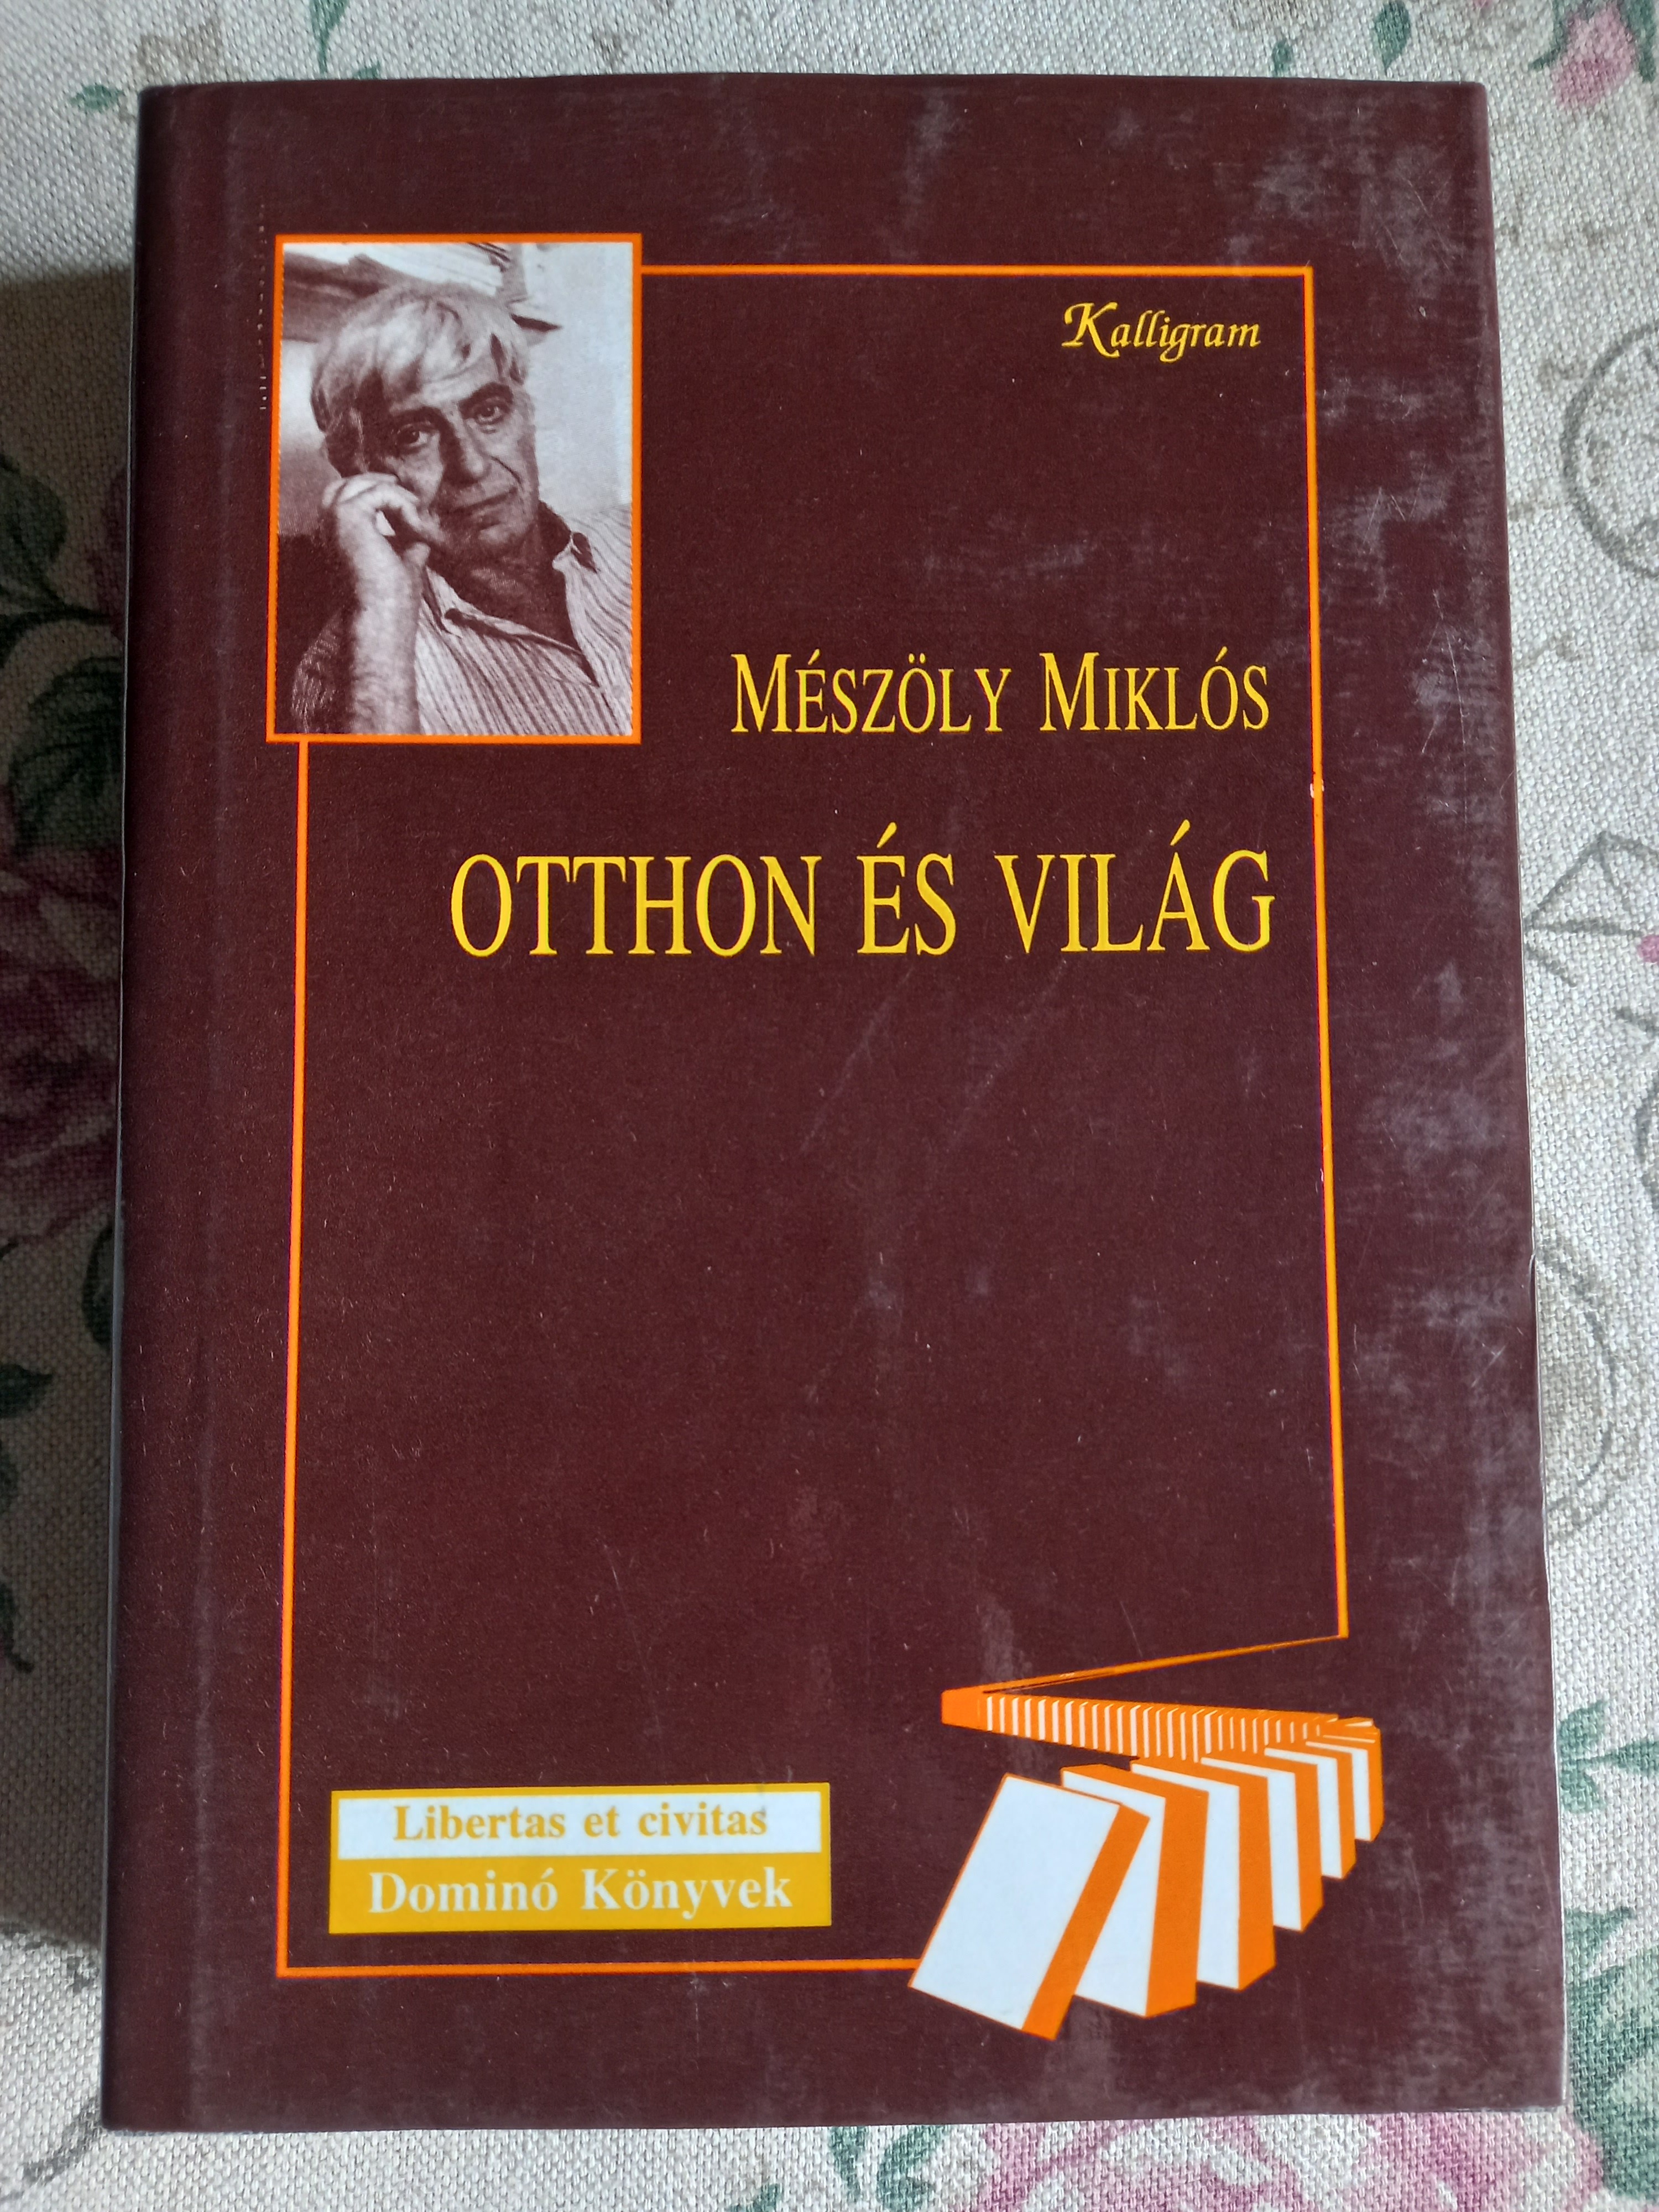 Kalligram
MÉSZÖLY MIKLÓS
OTTHON ÉS VILÁG
Libertas et civitas
Dominó Könyvek